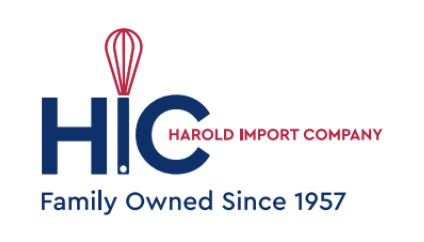 HIC
HAROLD IMPORT COMPANY
Family Owned Since 1957